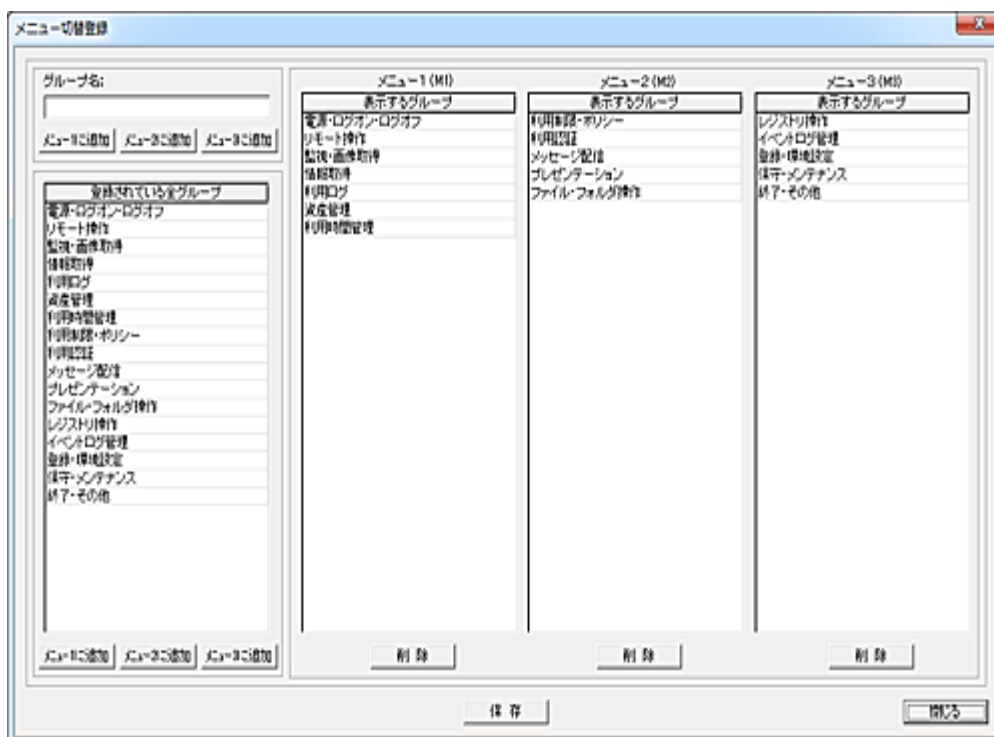 メニュー切替登録
グループ名:
メニュー1に追加 メニュー2に追加 メニュー3に追加
登録されている全グループ
電源・ログオン・ログオフ
リモート操作
監視・画像取得
情報取得
利用ログ
資産管理
利用時間管理
利用制限・ポリシー
利用認証
メッセージ配信
プレゼンテーション
ファイル・フォルダ操作
レジストリ操作
イベントログ管理
登録・環境設定
保守・メンテナンス
終了・その他
メニュー1に追加 メニュー2に追加 メニュー3に追加
メニュー1(M1)
表示するグループ
電源・ログオン・ログオフ
リモート操作
監視・画像取得
情報取得
利用ログ
資産管理
利用時間管理
削 除
メニュー2(M2)
表示するグループ
利用制限・ポリシー
利用認証
メッセージ配信
プレゼンテーション
ファイル・フォルダ操作
削 除
メニュー3(M3)
表示するグループ
レジストリ操作
イベントログ管理
登録・環境設定
保守・メンテナンス
終了・その他
削 除
保 存
閉じる